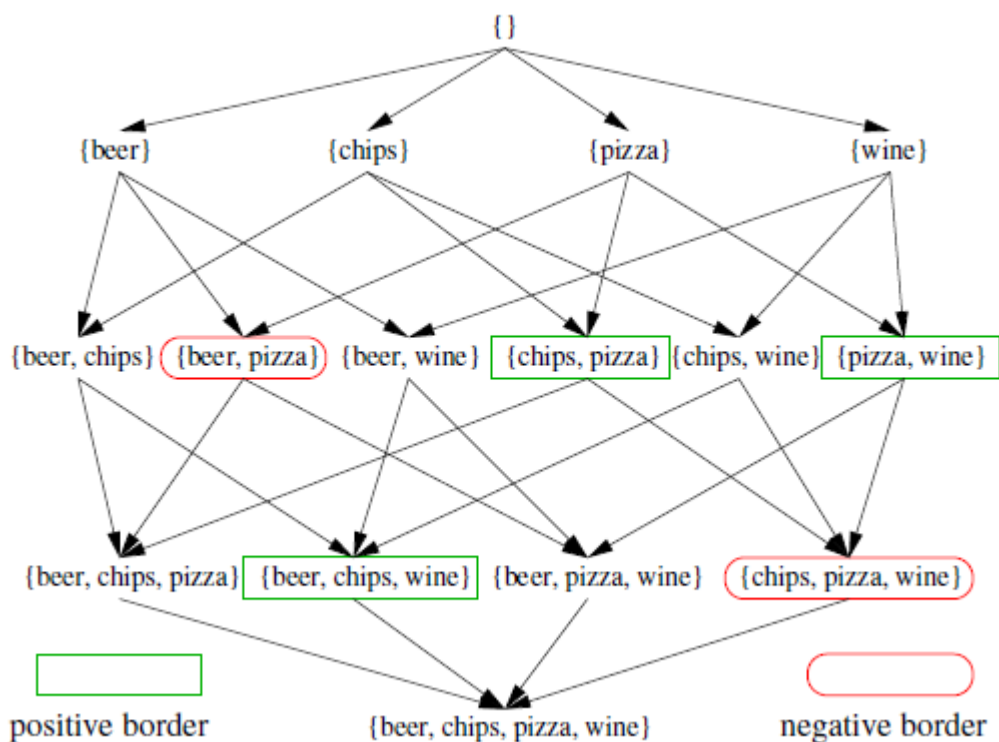 {}
{beer} {chips} {pizza} {wine}
{beer, chips} {beer, pizza} {beer, wine} {chips, pizza} {chips, wine} {pizza, wine}
{beer, chips, pizza} {beer, chips, wine} {beer, pizza, wine} {chips, pizza, wine}
positive border {beer, chips, pizza, wine} negative border